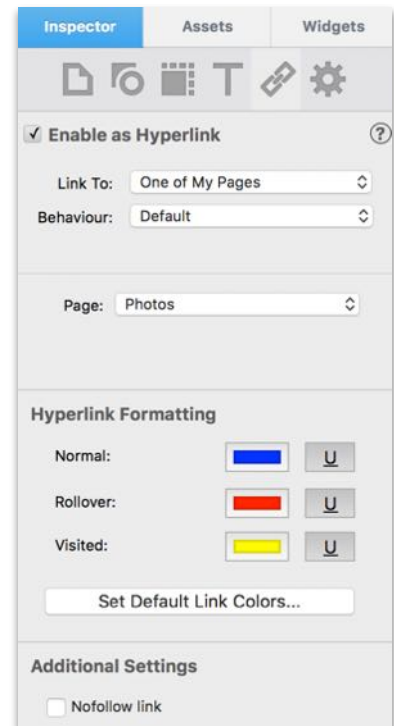 Inspector Assets Widgets
T
Enable as Hyperlink ?
Link To: One of My Pages
Behaviour: Default
Page: Photos
Hyperlink Formatting
Normal: U
Rollover: U
Visited: U
Set Default Link Colors...
Additional Settings
Nofollow link